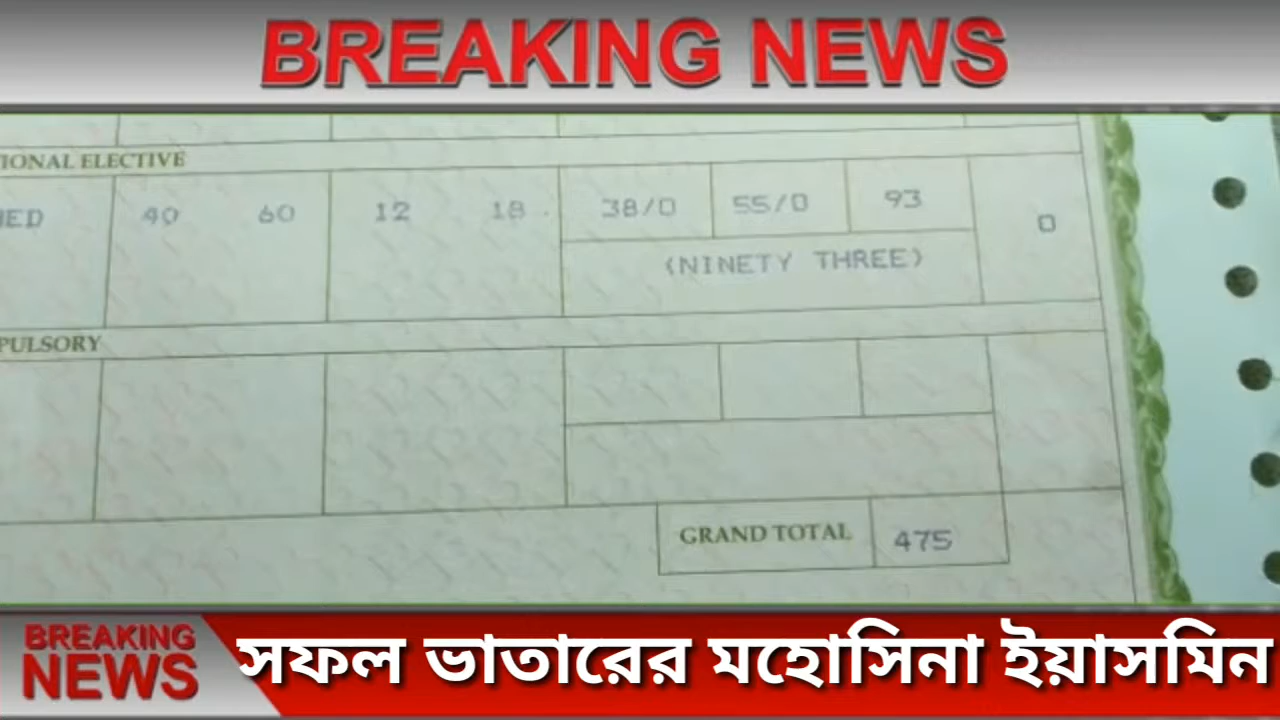 BREAKING NEWS
IONAL ELECTIVE
IED 40 60 12 18 38/0 55/0 93 0
(NINETY THREE)
PULSORY
GRAND TOTAL 475
BREAKING
NEWS
সফল ভাতারের মহোসিনা ইয়াসমিন